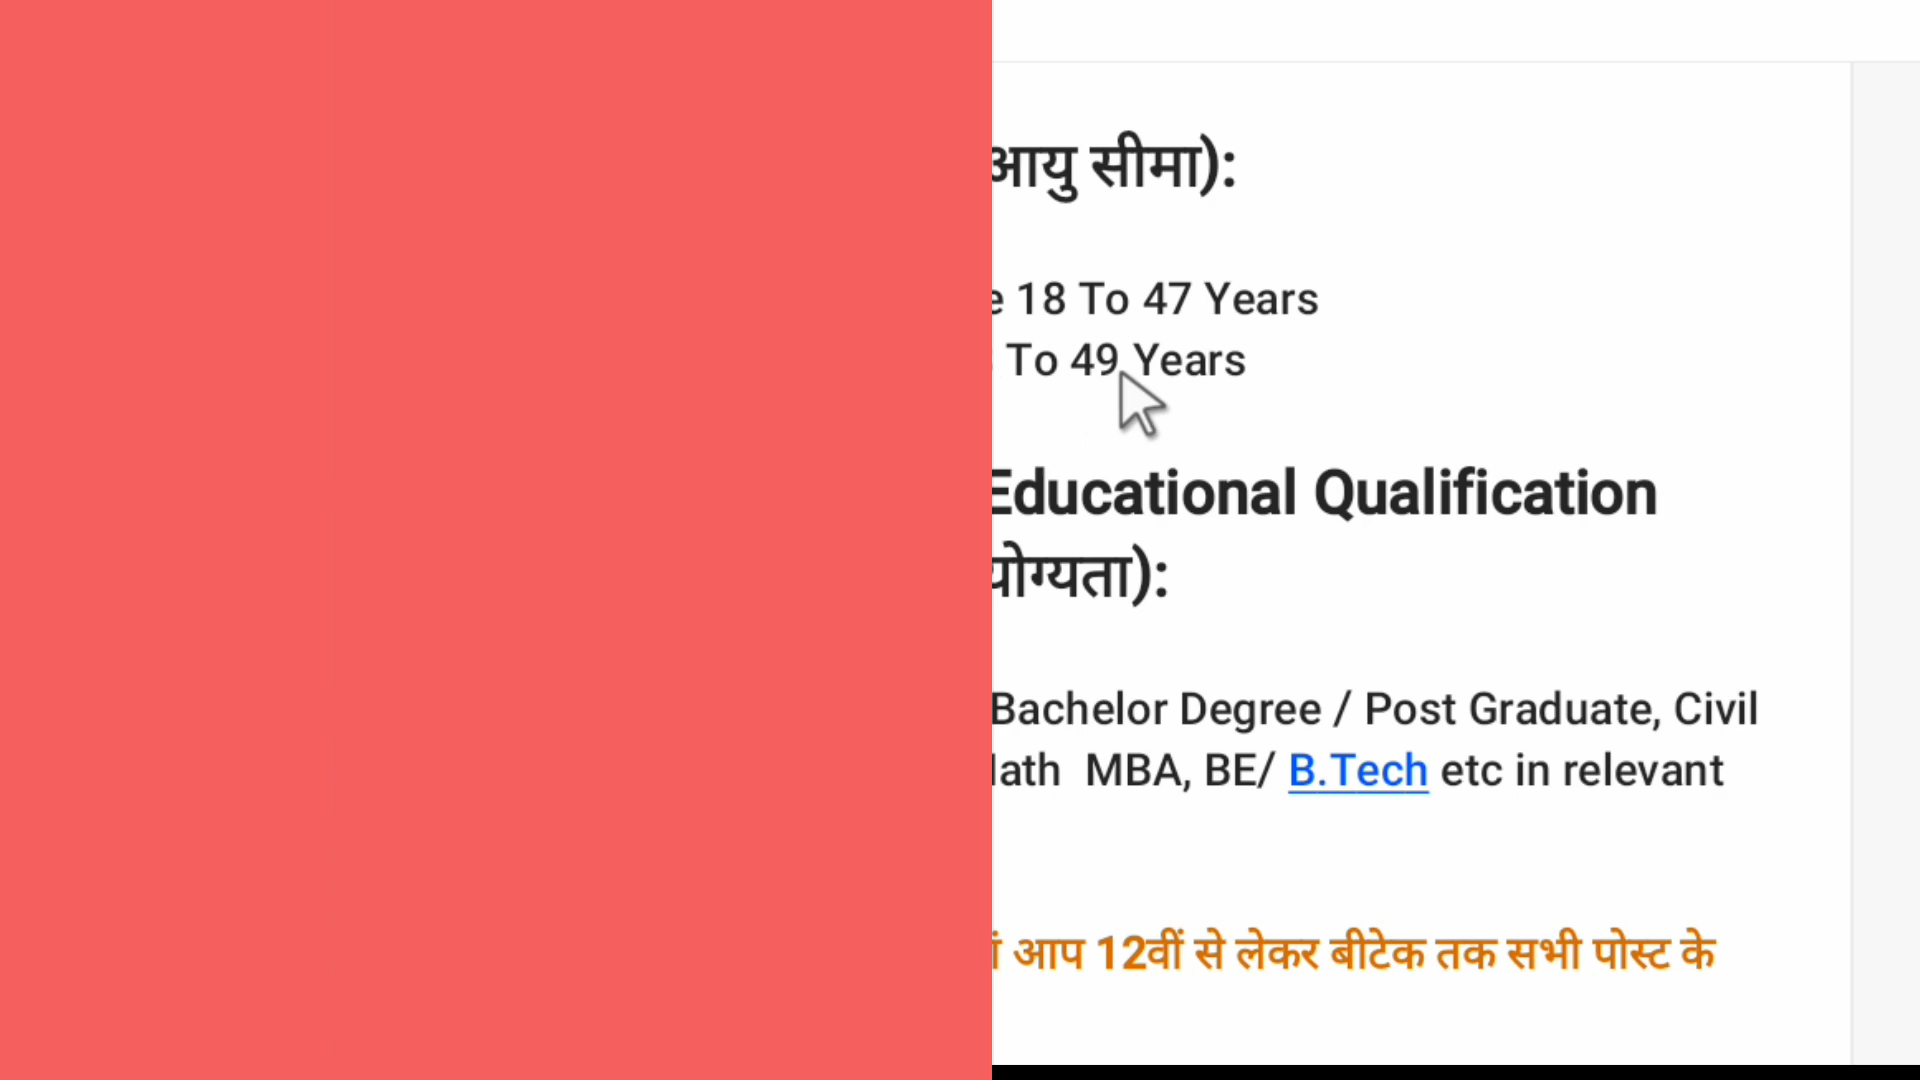 आयु सीमा):
18 To 47 Years
To 49 Years
Educational Qualification
योग्यता):
Bachelor Degree / Post Graduate, Civil
MBA, BE/ B.Tech etc in relevant
आप 12वीं से लेकर बीटेक तक सभी पोस्ट के